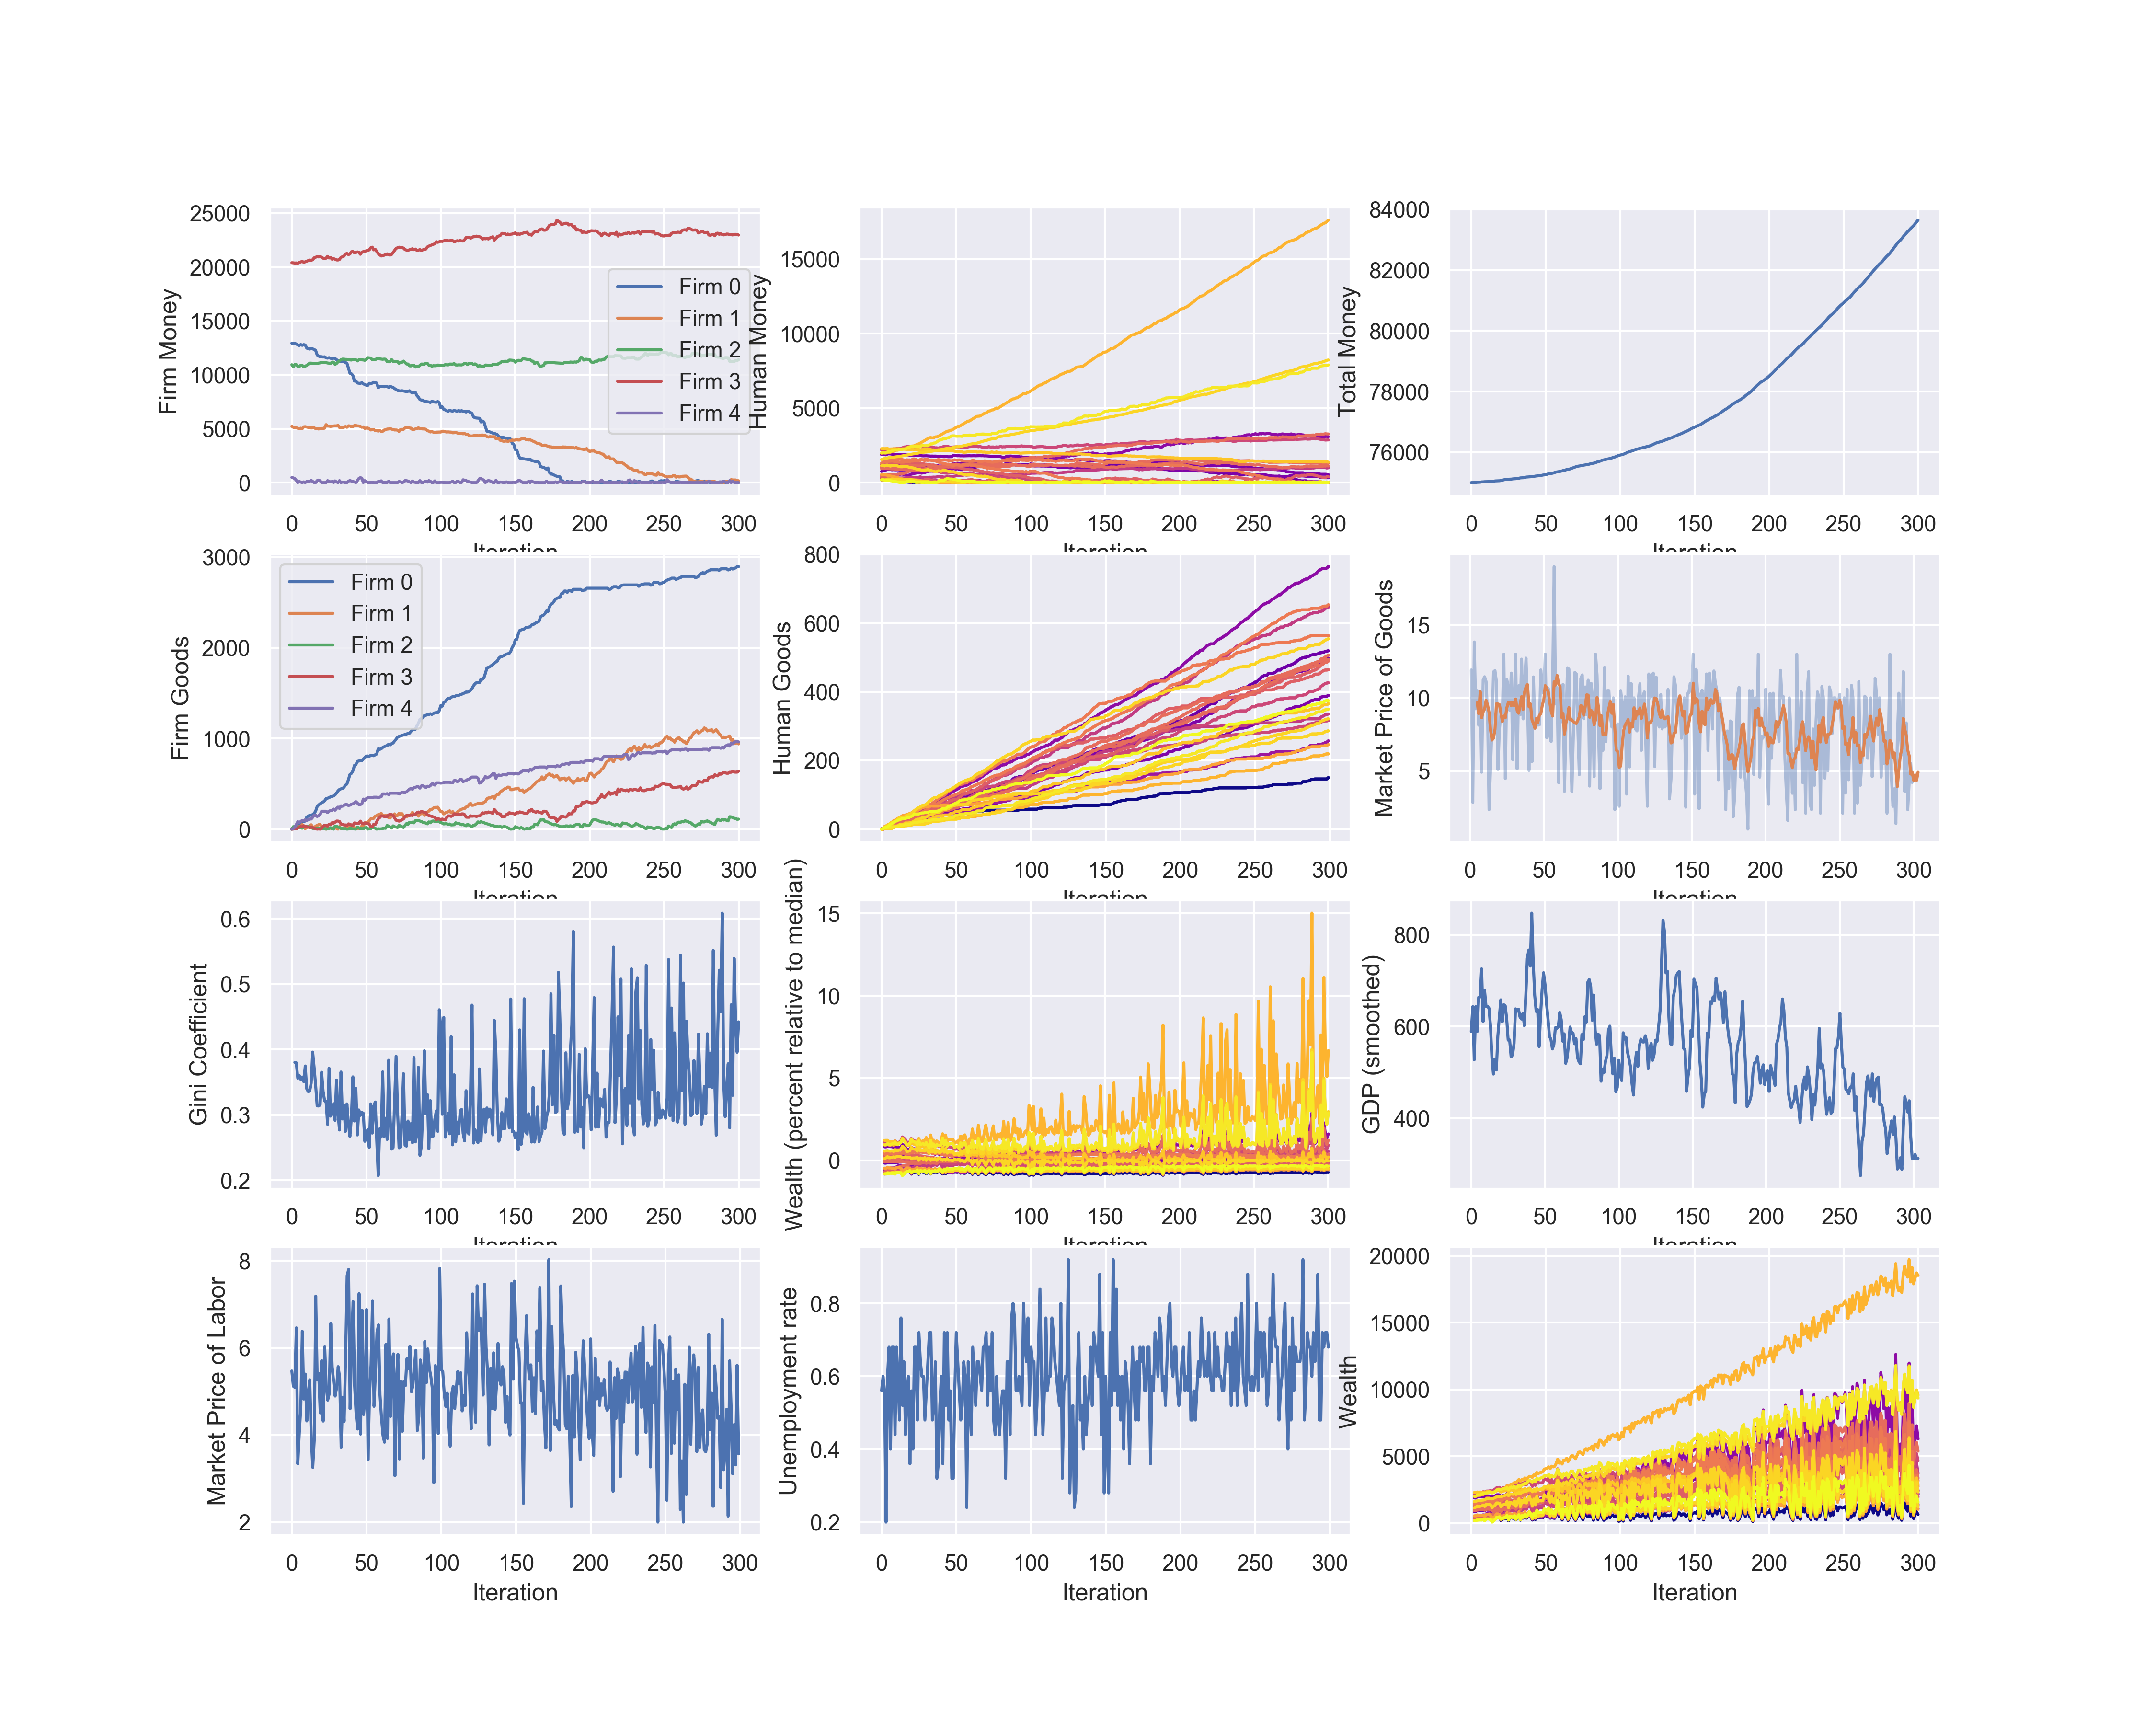 Firm Money
25000
20000
15000
10000
5000
0
Firm 0
Firm 1
Firm 2
Firm 3
Firm 4
0 50 100 150 200 250 300
Iteration
Human Money
15000
10000
5000
0
0 50 100 150 200 250 300
Iteration
Total Money
84000
82000
80000
78000
76000
0 50 100 150 200 250 300
Iteration
Firm Goods
3000
2000
1000
0
Firm 0
Firm 1
Firm 2
Firm 3
Firm 4
0 50 100 150 200 250 300
Iteration
Human Goods
800
600
400
200
0
0 50 100 150 200 250 300
Iteration
Market Price of Goods
15
10
5
0 50 100 150 200 250 300
Iteration
Gini Coefficient
0.6
0.5
0.4
0.3
0.2
0 50 100 150 200 250 300
Iteration
Wealth (percent relative to median)
15
10
5
0
0 50 100 150 200 250 300
Iteration
GDP (smoothed)
800
600
400
0 50 100 150 200 250 300
Iteration
Market Price of Labor
8
6
4
2
0 50 100 150 200 250 300
Iteration
Unemployment rate
0.8
0.6
0.4
0.2
0 50 100 150 200 250 300
Iteration
Wealth
20000
15000
10000
5000
0
0 50 100 150 200 250 300
Iteration